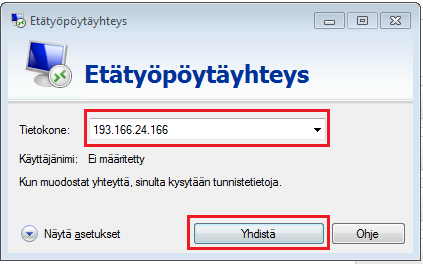 Etätyöpöytäyhteys
Etätyöpöytäyhteys
Tietokone: 193.166.24.166
Käyttäjänimi: Ei määritetty
Kun muodostat yhteyttä, sinulta kysytään tunnistetietoja.
Näytä asetukset Yhdistä Ohje